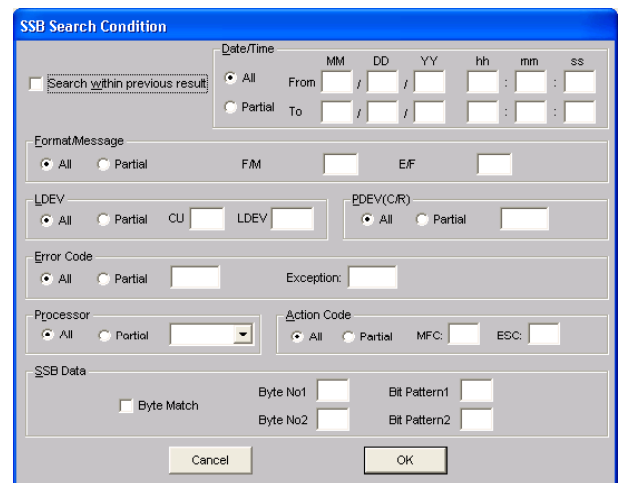 SSB Search Condition
Date/Time
MM DD YY hh mm ss
Search within previous result
All From / / : :
Partial To / / : :
Format/Message
All Partial F/M E/F
LDEV PDEV(C/R)
All Partial CU LDEV All Partial
Error Code
All Partial Exception:
Processor Action Code
All Partial All Partial MFC: ESC:
SSB Data
Byte Match
Byte No1 Bit Pattern1
Byte No2 Bit Pattern2
Cancel OK